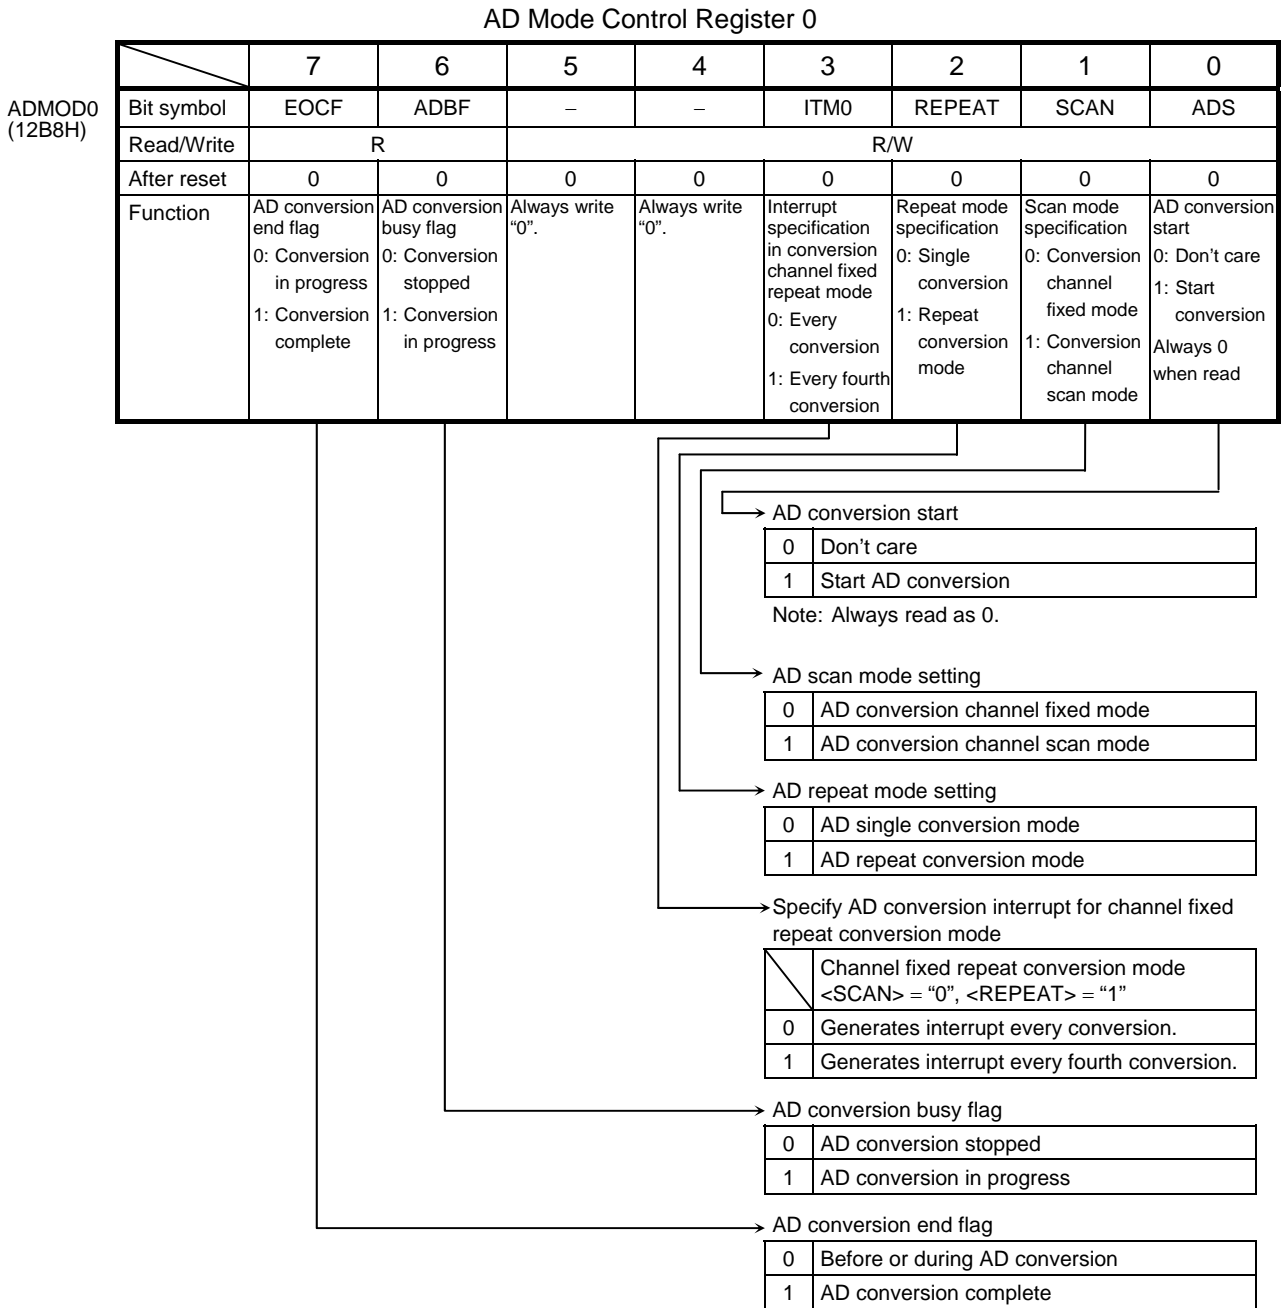 AD Mode Control Register 0
7 6 5 4 3 2 1 0
ADMOD0
(12B8H)
Bit symbol EOCF ADBF – – ITM0 REPEAT SCAN ADS
Read/Write R R/W
After reset 0 0 0 0 0 0 0 0
Function
AD conversion
end flag
0: Conversion
in progress
1: Conversion
complete
AD conversion
busy flag
0: Conversion
stopped
1: Conversion
in progress
Always write
“0”.
Always write
“0”.
Interrupt
specification
in conversion
channel fixed
repeat mode
0: Every
conversion
1: Every fourth
conversion
Repeat mode
specification
0: Single
conversion
1: Repeat
conversion
mode
Scan mode
specification
0: Conversion
channel
fixed mode
1: Conversion
channel
scan mode
AD conversion
start
0: Don’t care
1: Start
conversion
Always 0
when read
AD conversion start
0 Don’t care
1 Start AD conversion
Note: Always read as 0.
AD scan mode setting
0 AD conversion channel fixed mode
1 AD conversion channel scan mode
AD repeat mode setting
0 AD single conversion mode
1 AD repeat conversion mode
Specify AD conversion interrupt for channel fixed
repeat conversion mode
Channel fixed repeat conversion mode
<SCAN> = “0”, <REPEAT> = “1”
0 Generates interrupt every conversion.
1 Generates interrupt every fourth conversion.
AD conversion busy flag
0 AD conversion stopped
1 AD conversion in progress
AD conversion end flag
0 Before or during AD conversion
1 AD conversion complete